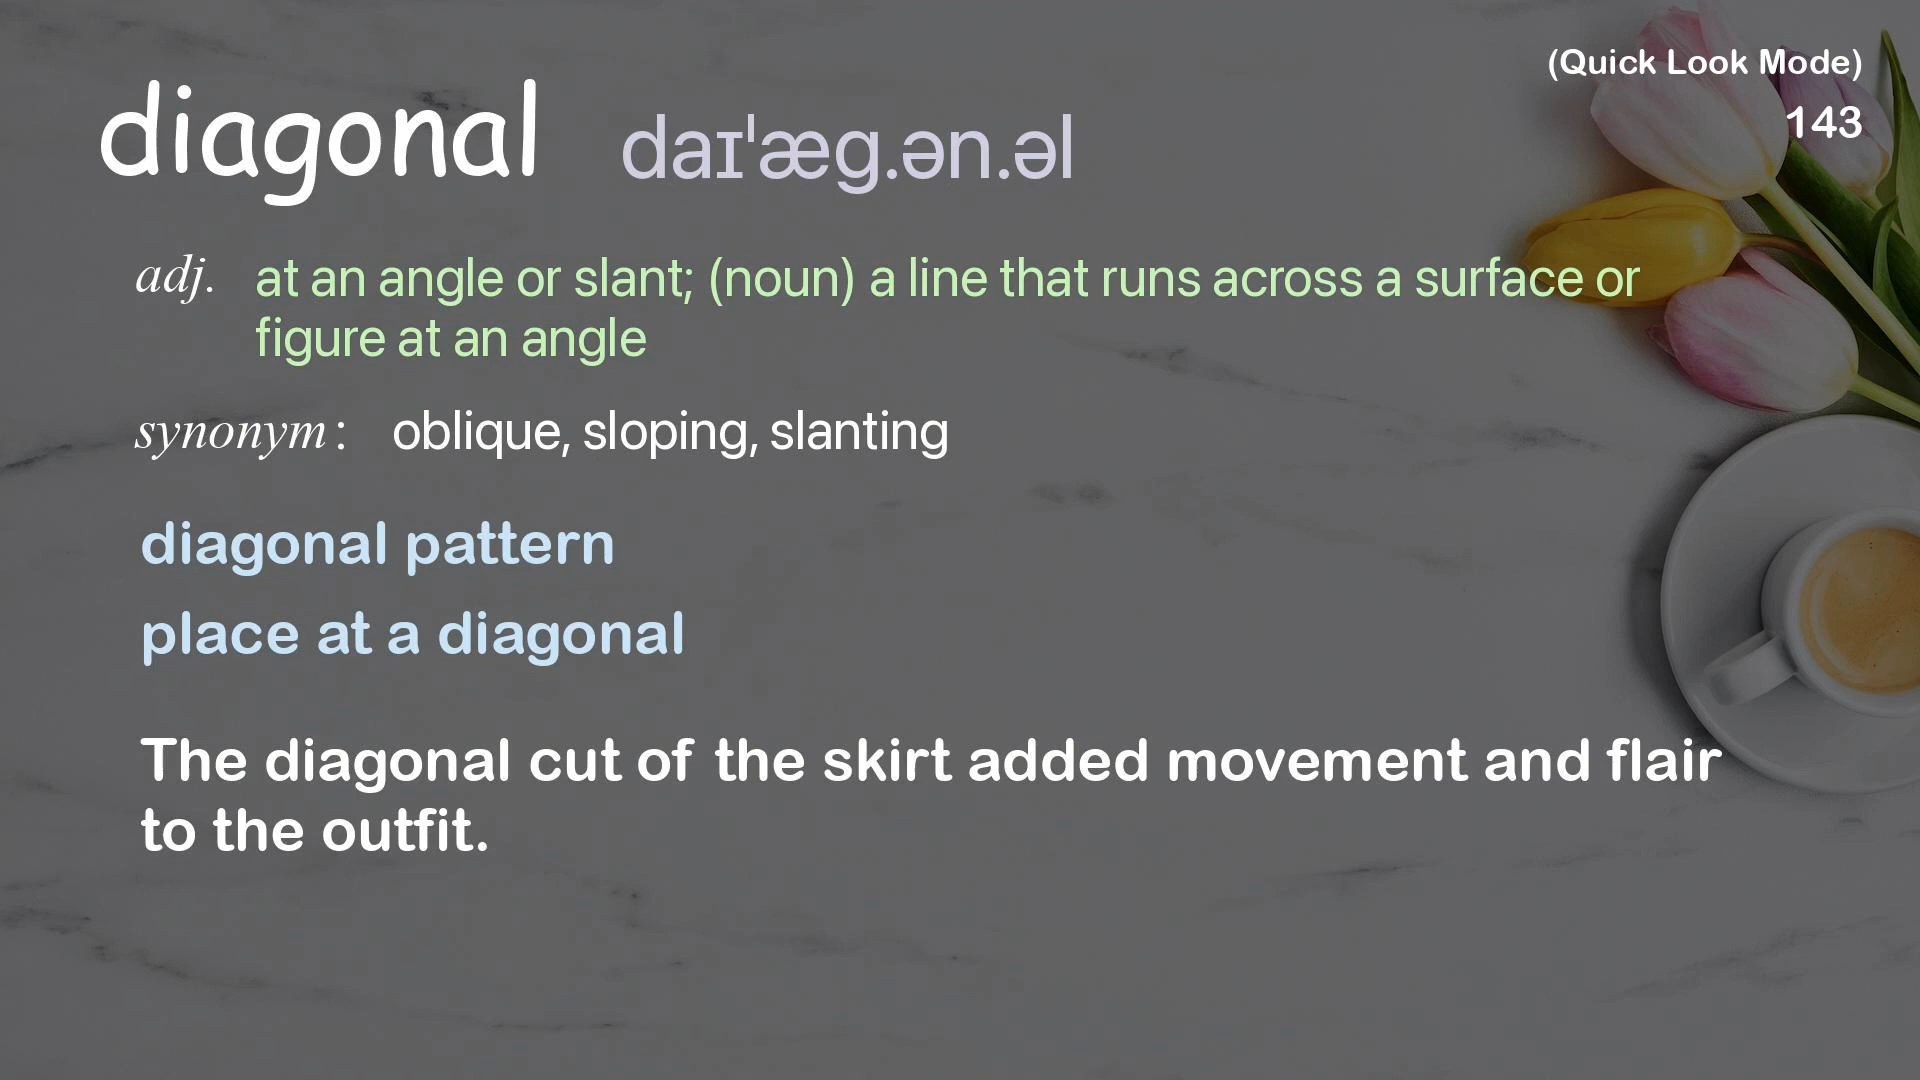 (Quick Look Mode)
143
diagonal daɪˈæg.ən.əl
adj. at an angle or slant; (noun) a line that runs across a surface or
figure at an angle
synonym: oblique, sloping, slanting
diagonal pattern
place at a diagonal
The diagonal cut of the skirt added movement and flair
to the outfit.